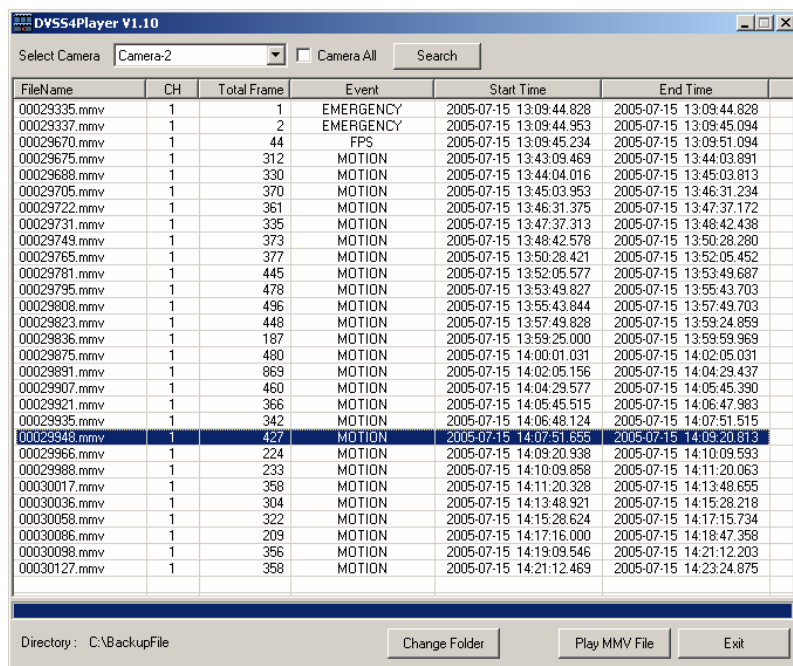 DVSS4Player V1.10
Select Camera Camera-2 Camera All Search
FileName CH Total Frame Event Start Time End Time
00029335.mmv 1 1 EMERGENCY 2005-07-15 13:09:44.828 2005-07-15 13:09:44.828
00029337.mmv 1 2 EMERGENCY 2005-07-15 13:09:44.953 2005-07-15 13:09:45.094
00029670.mmv 1 44 FPS 2005-07-15 13:09:45.234 2005-07-15 13:09:51.094
00029675.mmv 1 312 MOTION 2005-07-15 13:43:09.469 2005-07-15 13:44:03.891
00029688.mmv 1 330 MOTION 2005-07-15 13:44:04.016 2005-07-15 13:45:03.813
00029705.mmv 1 370 MOTION 2005-07-15 13:45:03.953 2005-07-15 13:46:31.234
00029722.mmv 1 361 MOTION 2005-07-15 13:46:31.375 2005-07-15 13:47:37.172
00029731.mmv 1 335 MOTION 2005-07-15 13:47:37.313 2005-07-15 13:48:42.438
00029749.mmv 1 373 MOTION 2005-07-15 13:48:42.578 2005-07-15 13:50:28.280
00029765.mmv 1 377 MOTION 2005-07-15 13:50:28.421 2005-07-15 13:52:05.452
00029781.mmv 1 445 MOTION 2005-07-15 13:52:05.577 2005-07-15 13:53:49.687
00029795.mmv 1 478 MOTION 2005-07-15 13:53:49.827 2005-07-15 13:55:43.703
00029808.mmv 1 496 MOTION 2005-07-15 13:55:43.844 2005-07-15 13:57:49.703
00029823.mmv 1 448 MOTION 2005-07-15 13:57:49.828 2005-07-15 13:59:24.859
00029836.mmv 1 187 MOTION 2005-07-15 13:59:25.000 2005-07-15 13:59:59.969
00029875.mmv 1 480 MOTION 2005-07-15 14:00:01.031 2005-07-15 14:02:05.031
00029891.mmv 1 869 MOTION 2005-07-15 14:02:05.156 2005-07-15 14:04:29.437
00029907.mmv 1 460 MOTION 2005-07-15 14:04:29.577 2005-07-15 14:05:45.390
00029921.mmv 1 366 MOTION 2005-07-15 14:05:45.515 2005-07-15 14:06:47.983
00029935.mmv 1 342 MOTION 2005-07-15 14:06:48.124 2005-07-15 14:07:51.515
00029948.mmv 1 427 MOTION 2005-07-15 14:07:51.655 2005-07-15 14:09:20.813
00029966.mmv 1 224 MOTION 2005-07-15 14:09:20.938 2005-07-15 14:10:09.593
00029988.mmv 1 233 MOTION 2005-07-15 14:10:09.858 2005-07-15 14:11:20.063
00030017.mmv 1 358 MOTION 2005-07-15 14:11:20.328 2005-07-15 14:13:48.655
00030036.mmv 1 304 MOTION 2005-07-15 14:13:48.921 2005-07-15 14:15:28.218
00030058.mmv 1 322 MOTION 2005-07-15 14:15:28.624 2005-07-15 14:17:15.734
00030086.mmv 1 209 MOTION 2005-07-15 14:17:16.000 2005-07-15 14:18:47.358
00030098.mmv 1 356 MOTION 2005-07-15 14:19:09.546 2005-07-15 14:21:12.203
00030127.mmv 1 358 MOTION 2005-07-15 14:21:12.469 2005-07-15 14:23:24.875
Directory : C:\BackupFile Change Folder Play MMV File Exit